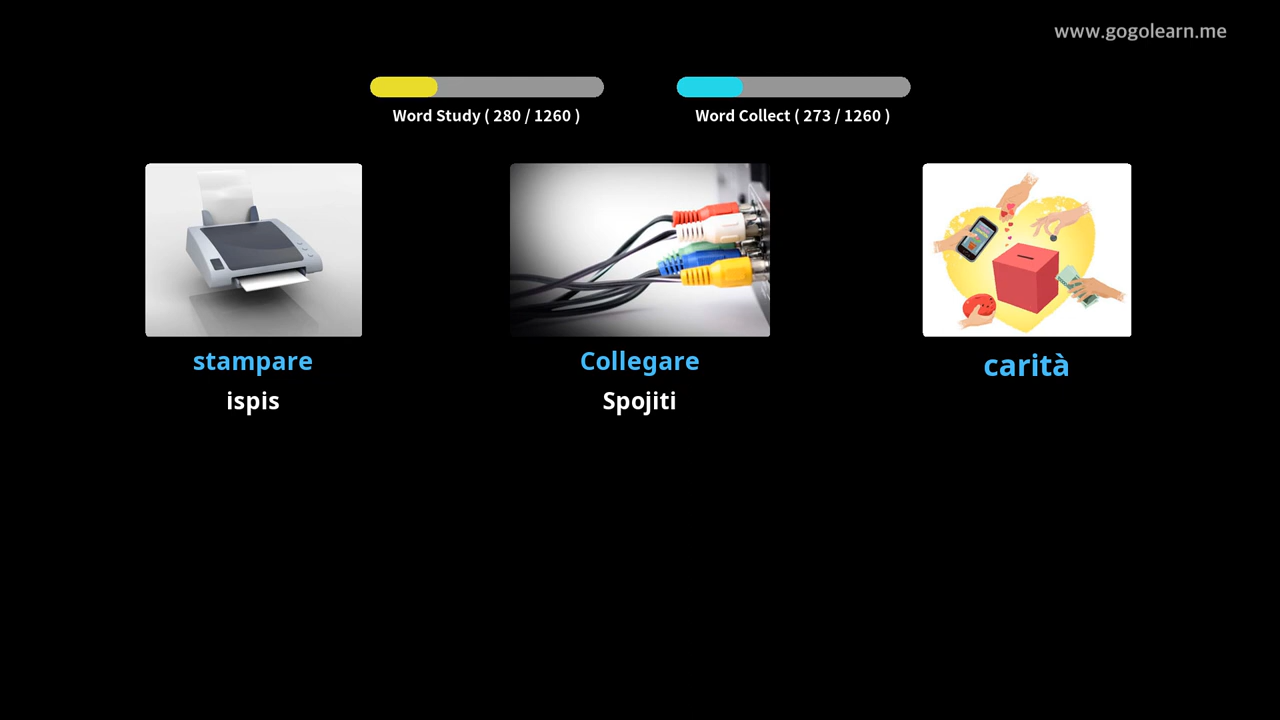 www.gogolearn.me
Word Study ( 280 / 1260 )
Word Collect ( 273 / 1260 )
stampare
ispis
Collegare
Spojiti
carità